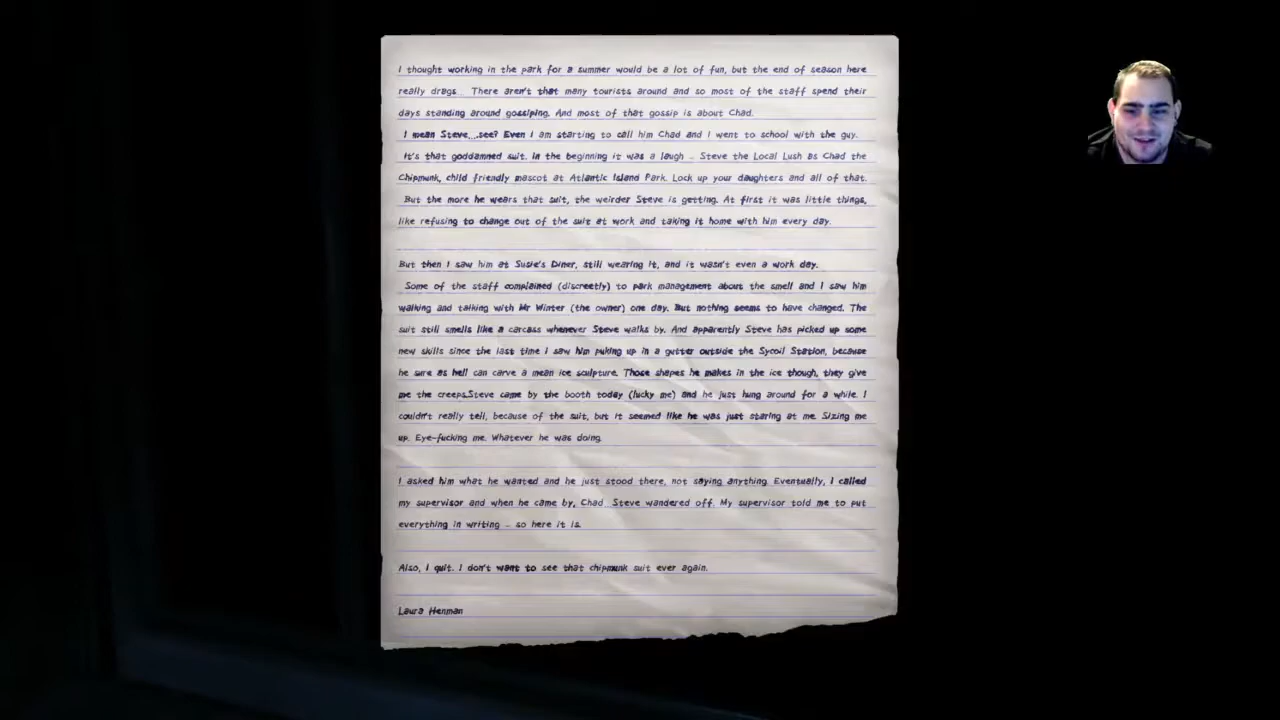 I thought working in the park for a summer would be a lot of fun, but the end of season here
really drags... There aren't that many tourists around and so most of the staff spend their
days standing around gossiping. And most of that gossip is about Chad.
I mean Steve...see? Even I am starting to call him Chad and I went to school with the guy.
It's that goddamned suit. In the beginning it was a laugh - Steve the Local Lush as Chad the
Chipmunk, child friendly mascot at Atlantic Island Park. Lock up your daughters and all of that.
But the more he wears that suit, the weirder Steve is getting. At first it was little things,
like refusing to change out of the suit at work and taking it home with him every day.
But then I saw him at Susie's Diner, still wearing it, and it wasn't even a work day.
Some of the staff complained (discreetly) to park management about the smell and I saw him
walking and talking with Mr Winter (the owner) one day. But nothing seems to have changed. The
suit still smells like a carcass whenever Steve walks by. And apparently Steve has picked up some
new skills since the last time I saw him puking up in a gutter outside the Sycoil Station, because
he sure as hell can carve a mean ice sculpture. Those shapes he makes in the ice though, they give
me the creeps.Steve came by the booth today (lucky me) and he just hung around for a while. I
couldn't really tell, because of the suit, but it seemed like he was just staring at me. Sizing me
up. Eye-fucking me. Whatever he was doing.
I asked him what he wanted and he just stood there, not saying anything. Eventually, I called
my supervisor and when he came by, Chad Steve wandered off. My supervisor told me to put
everything in writing - so here it is.
Also, I quit. I don't want to see that chipmunk suit ever again.
Laura Henman